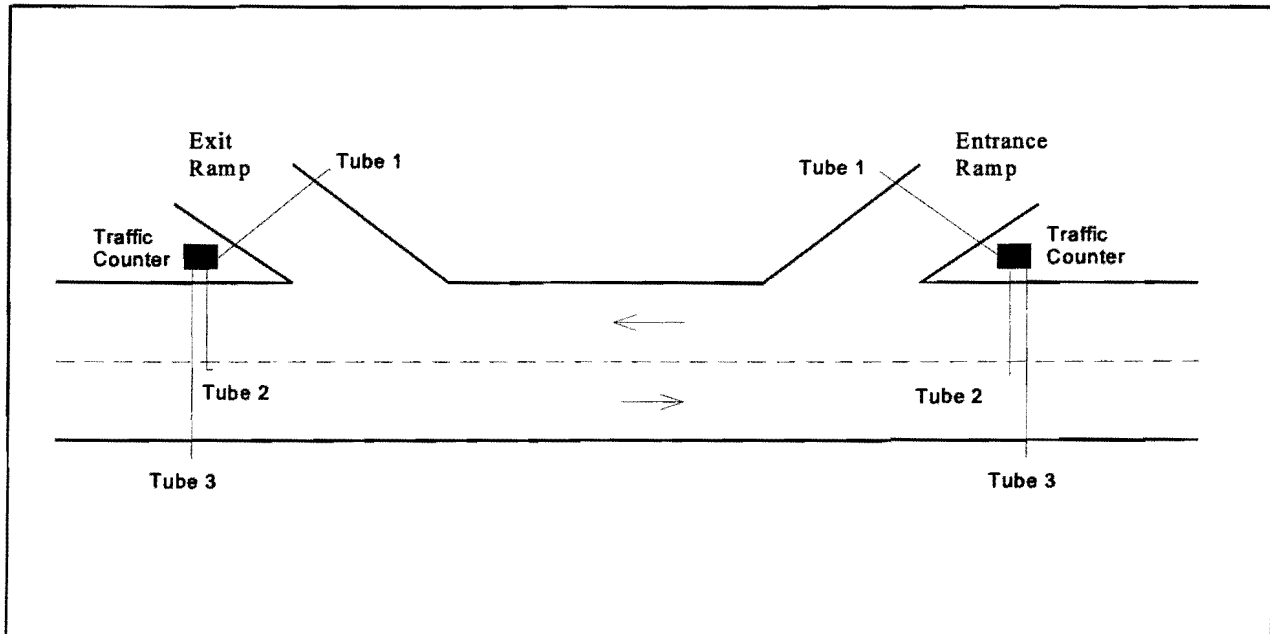 Exit
Ramp
Tube 1
Traffic
Counter
Tube 2
Tube 3
Entrance
Ramp
Tube 1
Traffic
Counter
Tube 2
Tube 3